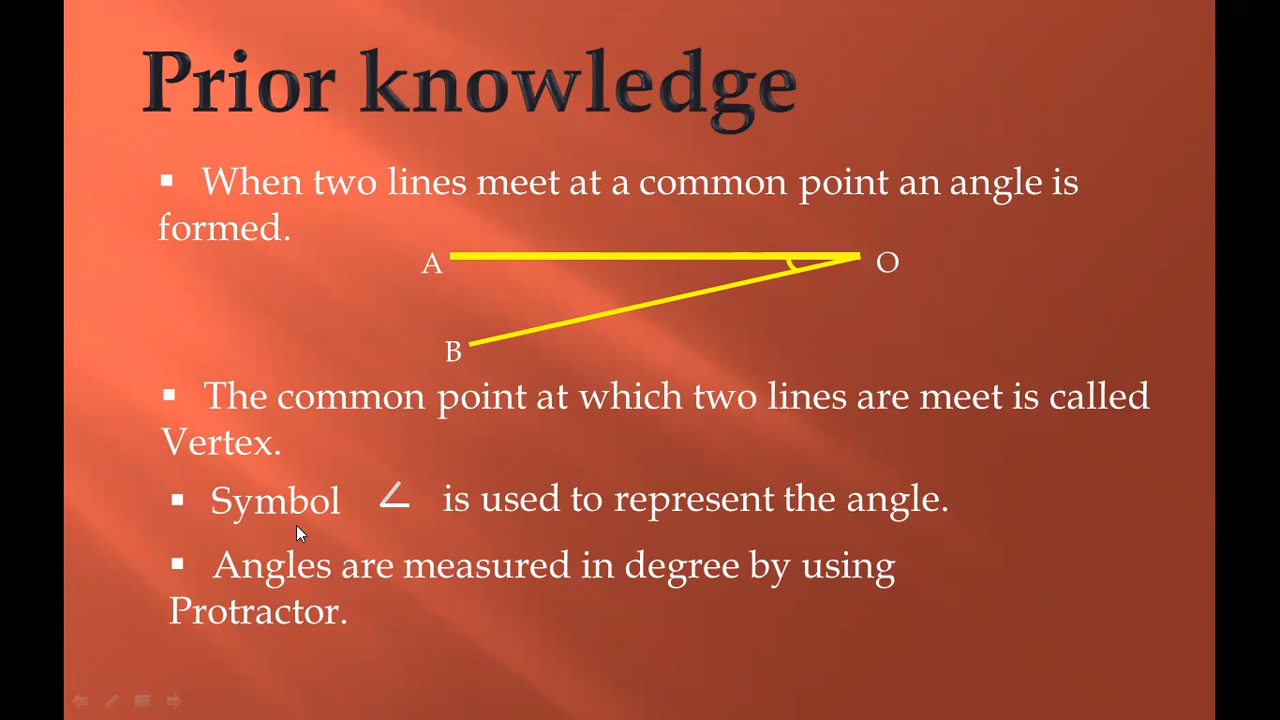 Prior knowledge
▪ When two lines meet at a common point an angle is
formed.
A O
B
▪ The common point at which two lines are meet is called
Vertex.
▪ Symbol ∠ is used to represent the angle.
▪ Angles are measured in degree by using
Protractor.